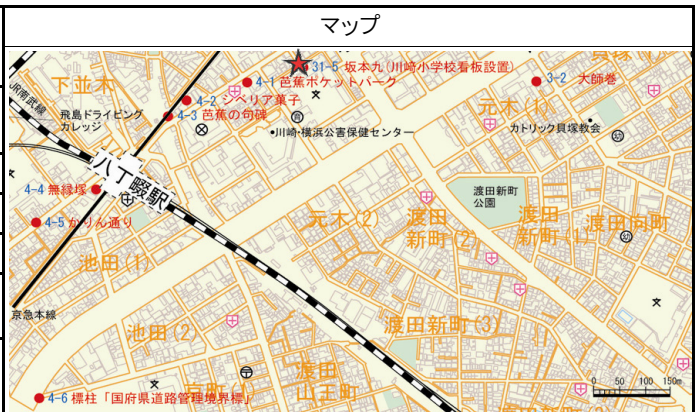 マップ
31-5 坂本九(川崎小学校看板設置)
4-1 芭蕉ポケットパーク
3-2 大師巻
下並木
JR南武線
4-2 シベリア菓子
元木(1)
飛島ドライビング
カレッジ
4-3 芭蕉の句碑
•川崎・横浜公害保健センター
カトリック貝塚教会
八丁畷駅
4-4 無縁塚
渡田新町
公園
4-5 かりん通り
元木(2)
渡田
新町(2)
渡田
新町(1)
渡田向町
池田(1)
京急本線
池田(2)
渡田新町(3)
渡田
山王町
4-6 標柱「国府県道路管理境界標」
0 50 100 150m